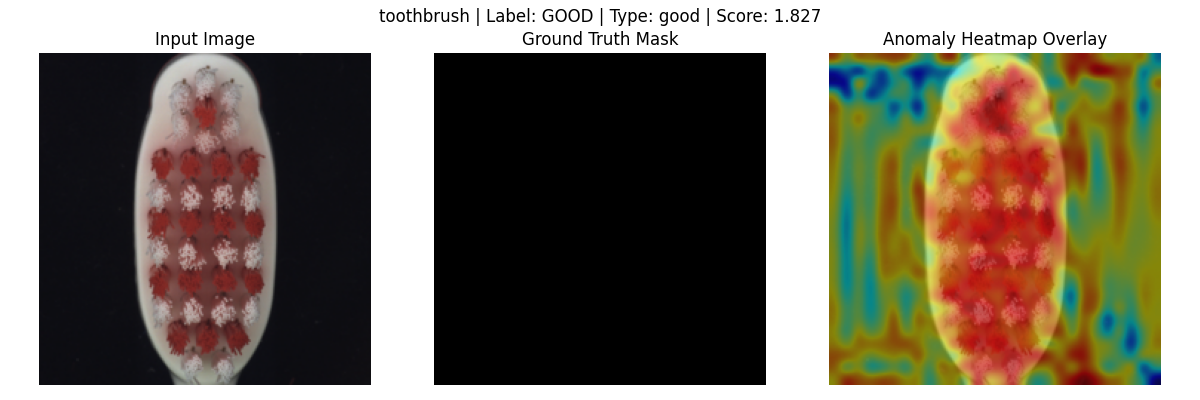 toothbrush | Label: GOOD | Type: good | Score: 1.827
Input Image
Ground Truth Mask
Anomaly Heatmap Overlay